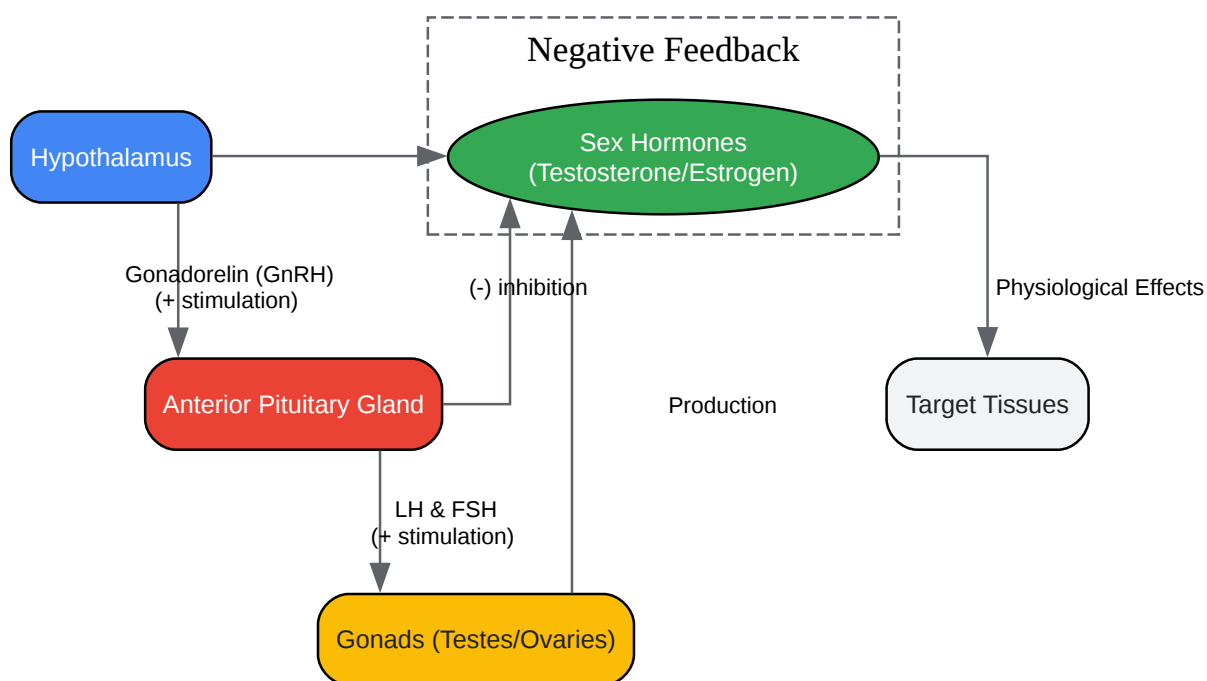 Negative Feedback
Hypothalamus
Sex Hormones
(Testosterone/Estrogen)
Gonadorelin (GnRH)
(+ stimulation)
(-) inhibition
Physiological Effects
Anterior Pituitary Gland
Production
Target Tissues
LH & FSH
(+ stimulation)
Gonads (Testes/Ovaries)